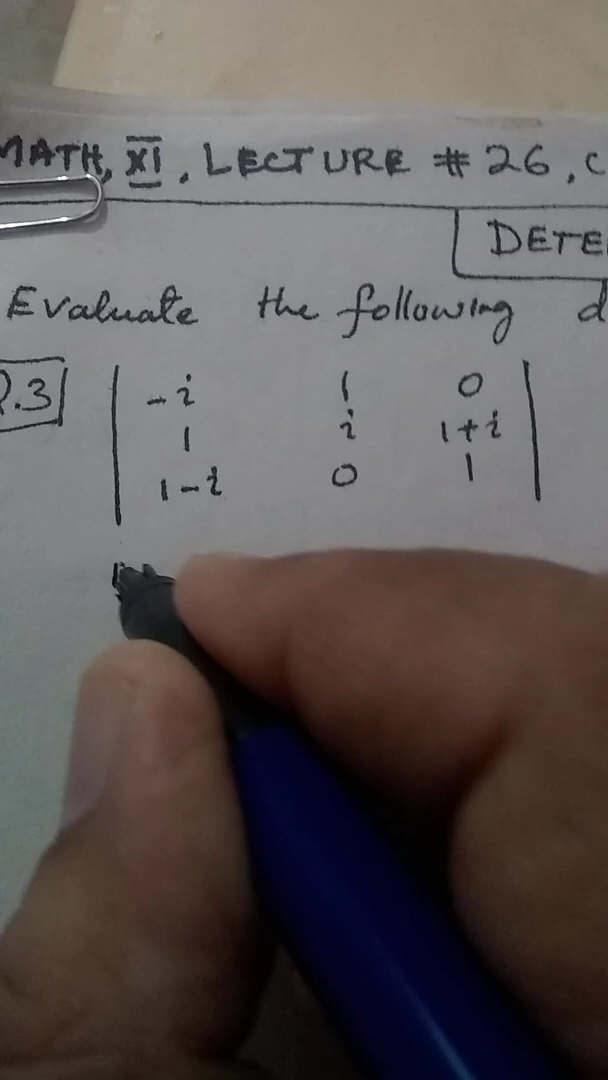 MATH, XI, LECTURE # 26, C
DETE
Evaluate the following d
Q.3
-i 1 0
1 i 1+i
1-i 0 1